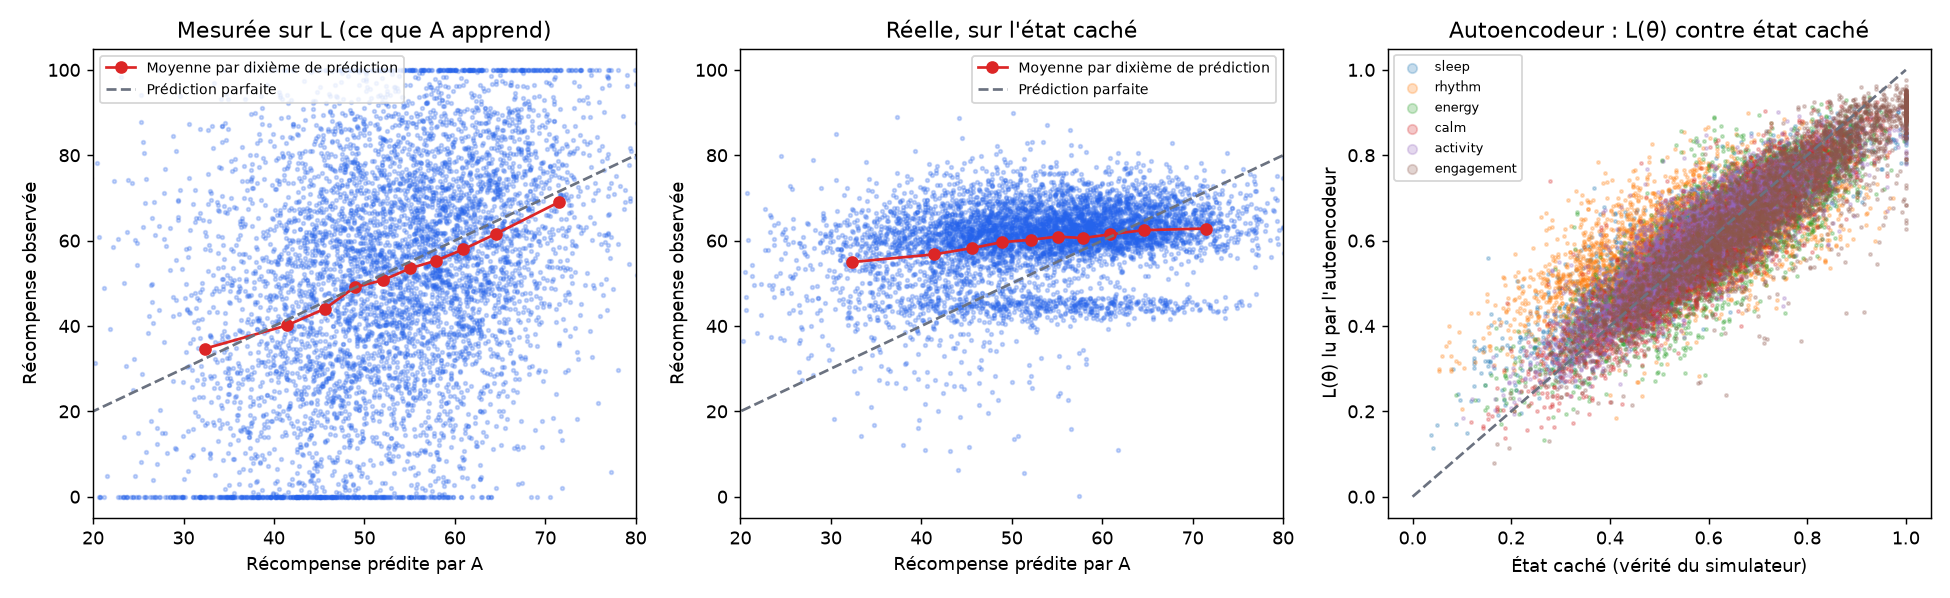 Mesurée sur L (ce que A apprend)
Moyenne par dixième de prédiction
Prédiction parfaite
100
80
60
40
20
0
20 30 40 50 60 70 80
Récompense observée
Récompense prédite par A
Réelle, sur l'état caché
Moyenne par dixième de prédiction
Prédiction parfaite
100
80
60
40
20
0
20 30 40 50 60 70 80
Récompense observée
Récompense prédite par A
Autoencodeur : L(θ) contre état caché
sleep
rhythm
energy
calm
activity
engagement
1.0
0.8
0.6
0.4
0.2
0.0
0.0 0.2 0.4 0.6 0.8 1.0
L(θ) lu par l'autoencodeur
État caché (vérité du simulateur)